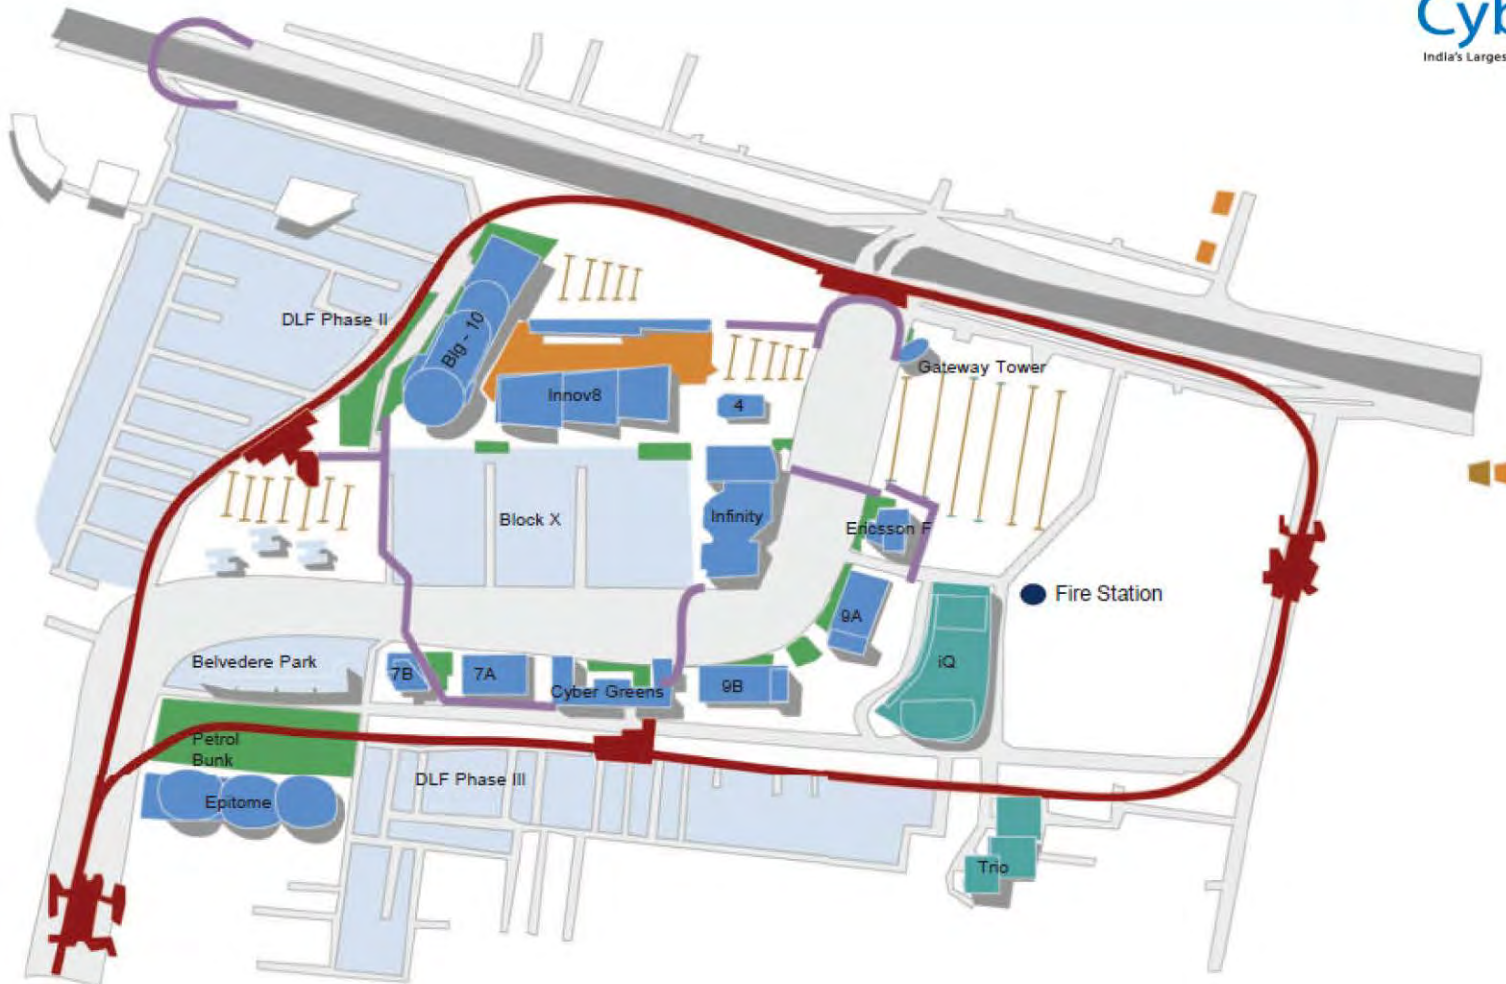 Cyb
India's Larges
DLF Phase II
Blg - 10
Innov8
4
Gateway Tower
Block X
Infinity
Ericsson F
Fire Station
9A
Belvedere Park
7B
7A
Cyber Greens
9B
iQ
Petrol
Bunk
DLF Phase III
Epitome
Trio